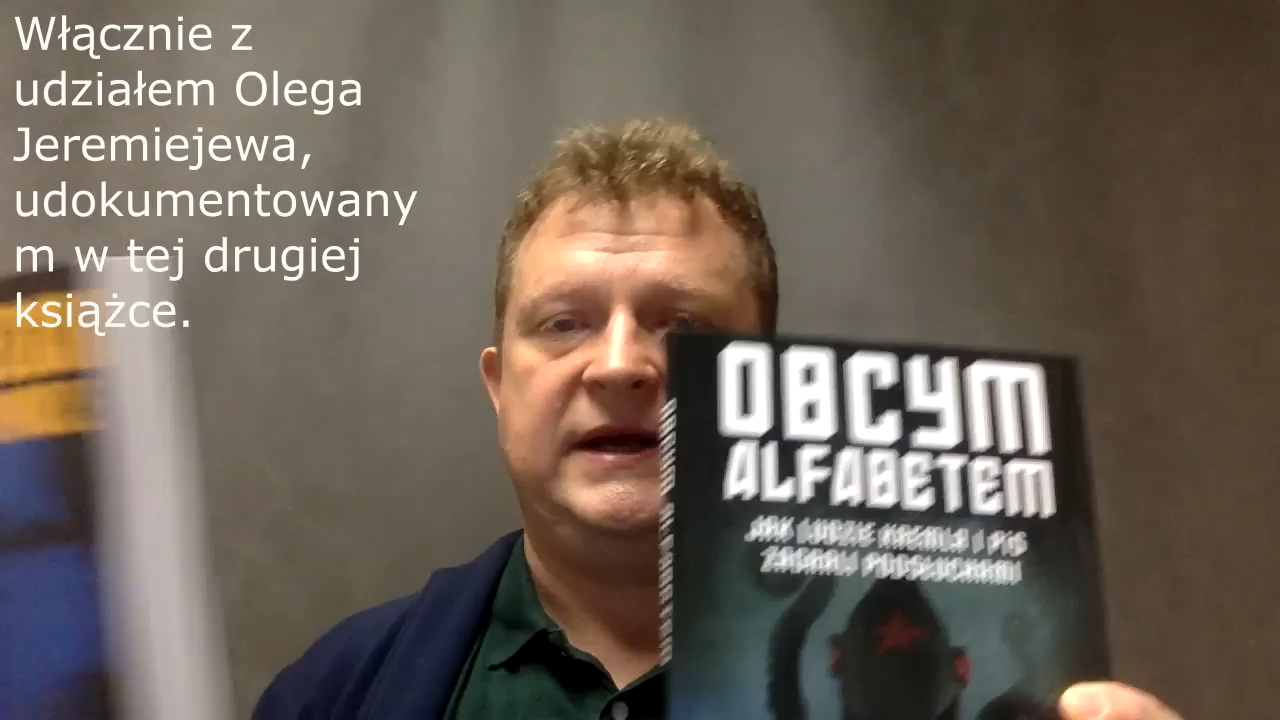 Włącznie z
udziałem Olega
Jeremiejewa,
udokumentowany
m w tej drugiej
książce.
OBCYM
ALFABETEM
JAK LUDZIE KREMLA I PIS
ZAGRALI PODSŁUCHAMI